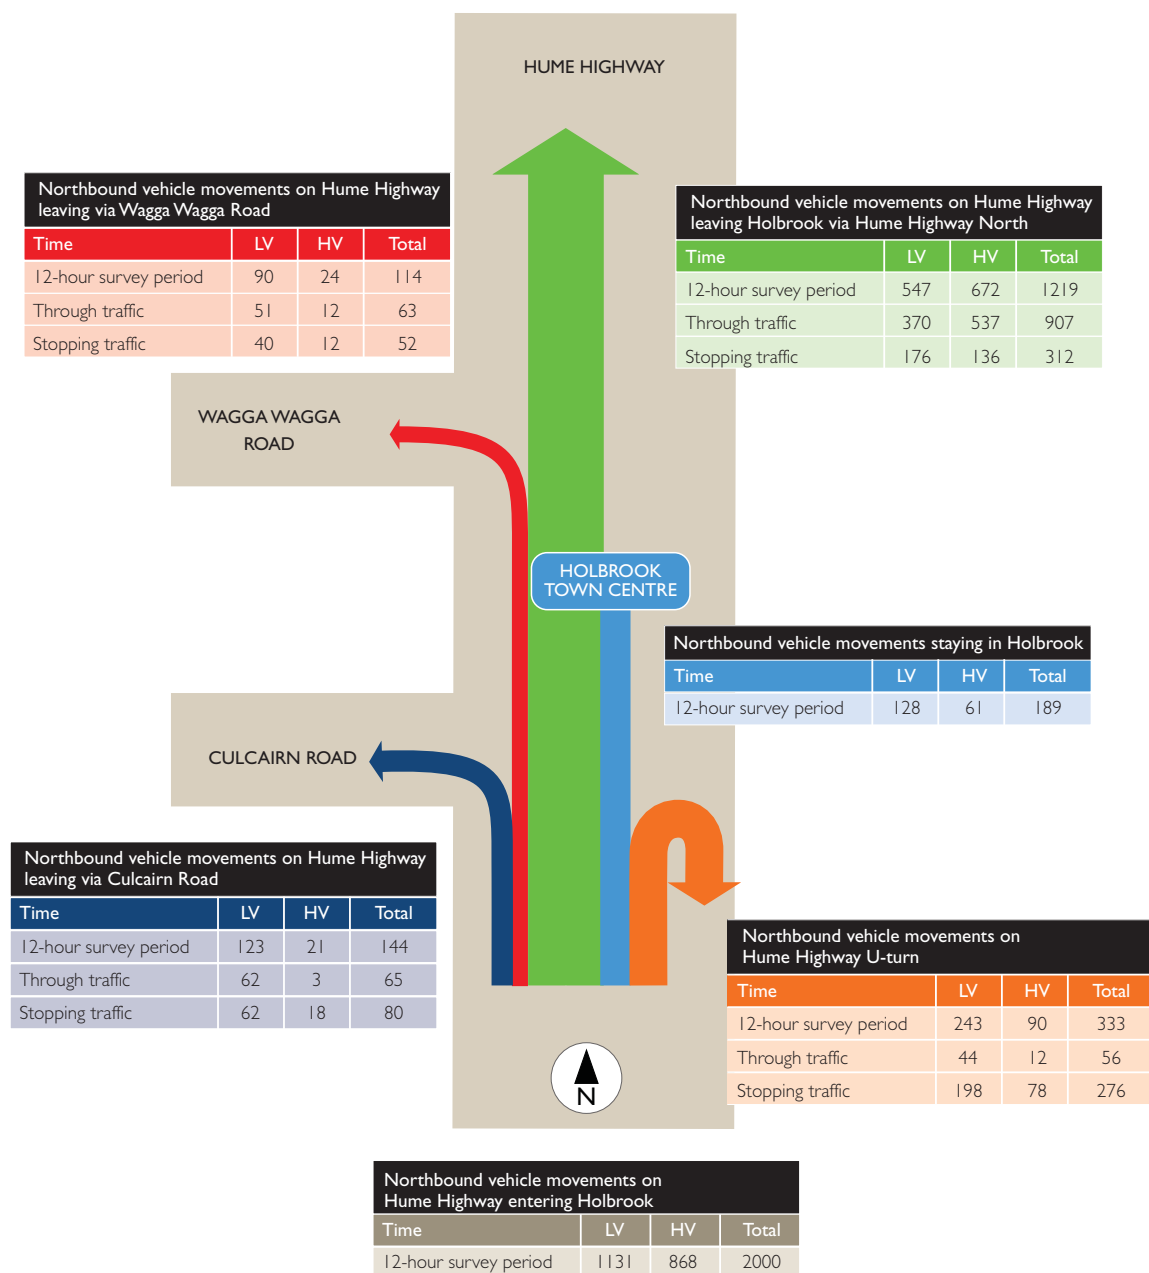 HUME HIGHWAY
Northbound vehicle movements on Hume Highway
leaving via Wagga Wagga Road
Time LV HV Total
12-hour survey period 90 24 114
Through traffic 51 12 63
Stopping traffic 40 12 52
Northbound vehicle movements on Hume Highway
leaving Holbrook via Hume Highway North
Time LV HV Total
12-hour survey period 547 672 1219
Through traffic 370 537 907
Stopping traffic 176 136 312
WAGGA WAGGA
ROAD
HOLBROOK
TOWN CENTRE
Northbound vehicle movements staying in Holbrook
Time LV HV Total
12-hour survey period 128 61 189
CULCAIRN ROAD
Northbound vehicle movements on Hume Highway
leaving via Culcairn Road
Time LV HV Total
12-hour survey period 123 21 144
Through traffic 62 3 65
Stopping traffic 62 18 80
Northbound vehicle movements on
Hume Highway U-turn
Time LV HV Total
12-hour survey period 243 90 333
Through traffic 44 12 56
Stopping traffic 198 78 276
N
Northbound vehicle movements on
Hume Highway entering Holbrook
Time LV HV Total
12-hour survey period 1131 868 2000